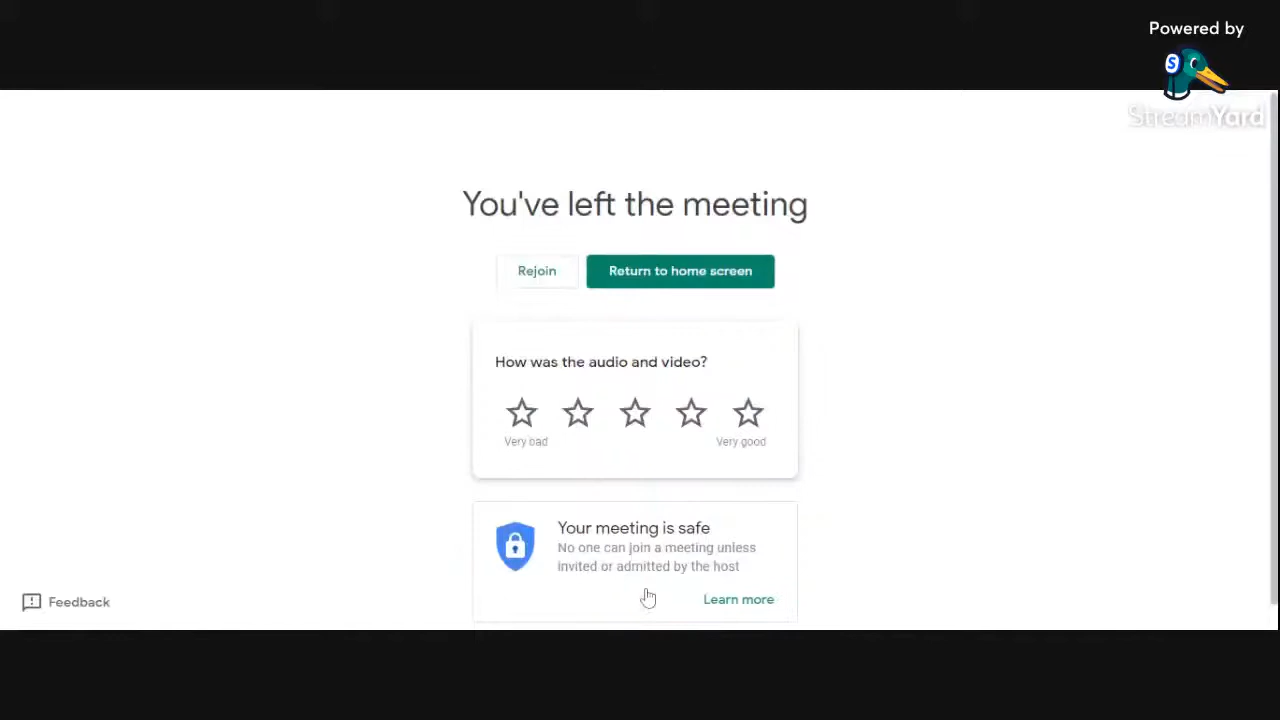 Powered by
S
StreamYard
You've left the meeting
Rejoin
Return to home screen
How was the audio and video?
Very bad
Very good
Your meeting is safe
No one can join a meeting unless
invited or admitted by the host
Learn more
Feedback